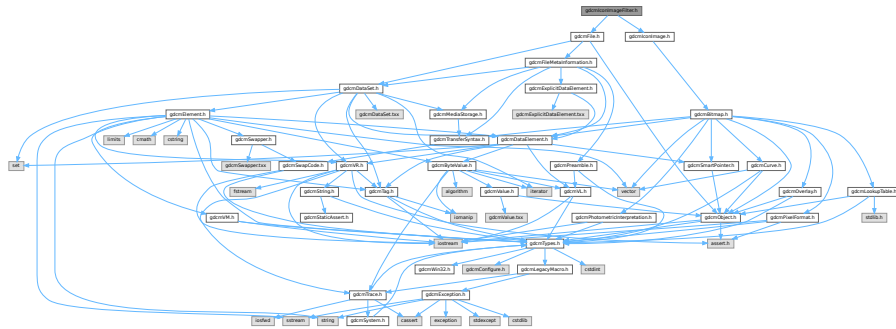 gdcmIconImageFilter.h
gdcmFile.h
gdcmIconImage.h
gdcmFileMetaInformation.h
gdcmDataSet.h
gdcmExplicitDataElement.h
gdcmElement.h
gdcmDataSet.txx
gdcmMediaStorage.h
gdcmExplicitDataElement.txx
gdcmBitmap.h
limits
cmath
cstring
gdcmSwapper.h
gdcmTransferSyntax.h
gdcmDataElement.h
set
gdcmSwapper.txx
gdcmSwapCode.h
gdcmVR.h
gdcmByteValue.h
gdcmPreamble.h
gdcmSmartPointer.h
gdcmCurve.h
fstream
gdcmString.h
gdcmTag.h
algorithm
gdcmValue.h
iterator
gdcmVL.h
vector
gdcmOverlay.h
gdcmLookupTable.h
gdcmVM.h
gdcmStaticAssert.h
iomanip
gdcmValue.txx
gdcmPhotometricInterpretation.h
gdcmObject.h
gdcmPixelFormat.h
stdlib.h
iostream
gdcmTypes.h
assert.h
gdcmWin32.h
gdcmConfigure.h
gdcmLegacyMacro.h
cstdint
gdcmTrace.h
gdcmException.h
iosfwd
sstream
string
gdcmSystem.h
cassert
exception
stdexcept
cstdlib